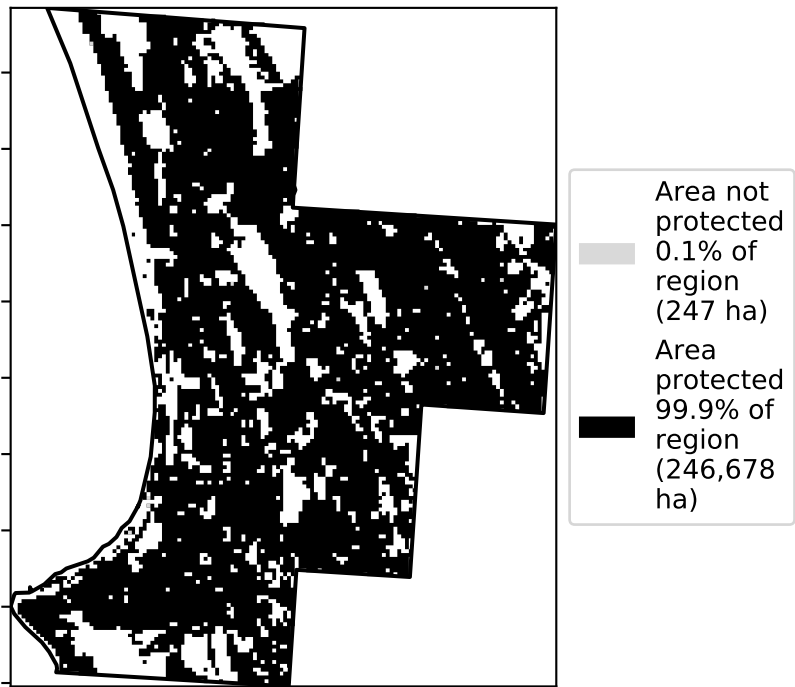 Area not
protected
0.1% of
region
(247 ha)
Area
protected
99.9% of
region
(246,678
ha)